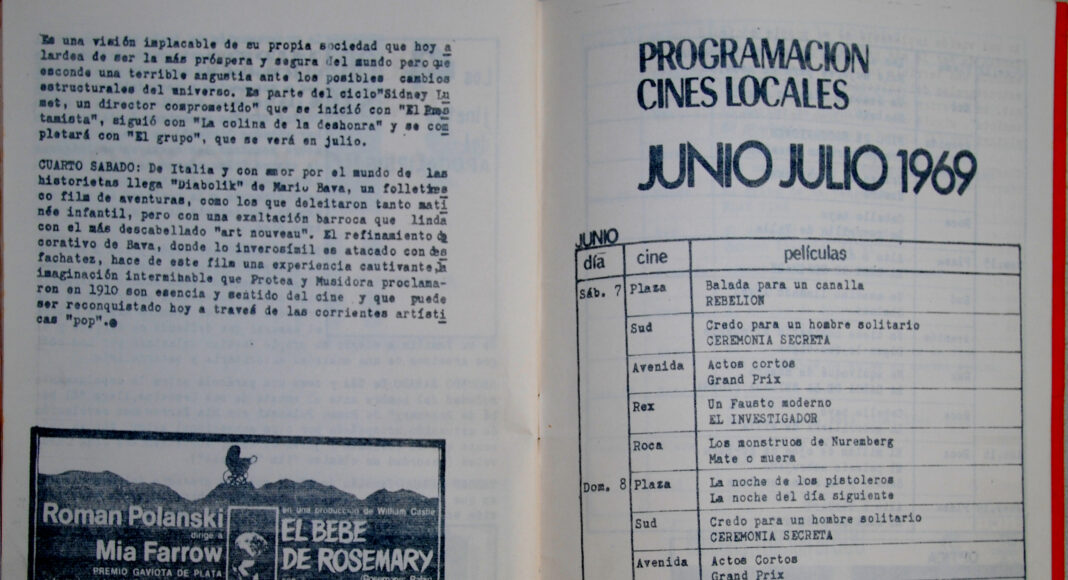 Es una visión implacable de su propia sociedad que hoy a
lardea de ser la más próspera y segura del mundo pero que
esconde una terrible angustia ante los posibles cambios
estructurales del universo. Es parte del ciclo"Sidney Lu
met, un director comprometido" que se inició con "El Pres
tamista", siguió con "La colina de la deshonra" y se com
pletará con "El grupo", que se verá en julio.
CUARTO SABADO: De Italia y con amor por el mundo de las
historietas llega "Diabolik" de Mario Bava, un folletines
co film de aventuras, como los que deleitaron tanto mati
née infantil, pero con una exaltación barroca que linda
con el más descabellado "art nouveau". El refinamiento de
corativo de Bava, donde lo inverosímil es atacado con des
fachatez, hace de este film una experiencia cautivante,la
imaginación interminable que Protea y Musidora proclama-
ron en 1910 son esencia y sentido del cine y que puede
ser reconquistado hoy a traveś de las corrientes artísti
cas "pop".
Roman Polanski
dirige a
Mia Farrow
PREMIO GAVIOTA DE PLATA
en una producción de William Castle
EL BEBE
DE ROSEMARY
PROGRAMACION
CINES LOCALES
JUNIO JULIO 1969
JUNIO
día cine películas
Sáb. 7 Plaza Balada para un canalla
REBELION
Sud Credo para un hombre solitario
CEREMONIA SECRETA
Avenida Actos cortos
Grand Prix
Rex Un Fausto moderno
EL INVESTIGADOR
Roca Los monstruos de Nuremberg
Mate o muera
Dom. 8 Plaza La noche de los pistoleros
La noche del día siguiente
Sud Credo para un hombre solitario
CEREMONIA SECRETA
Avenida Actos Cortos
Grand Prix